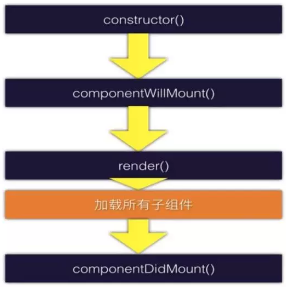 constructor()
componentWillMount()
render()
加载所有子组件
componentDidMount()